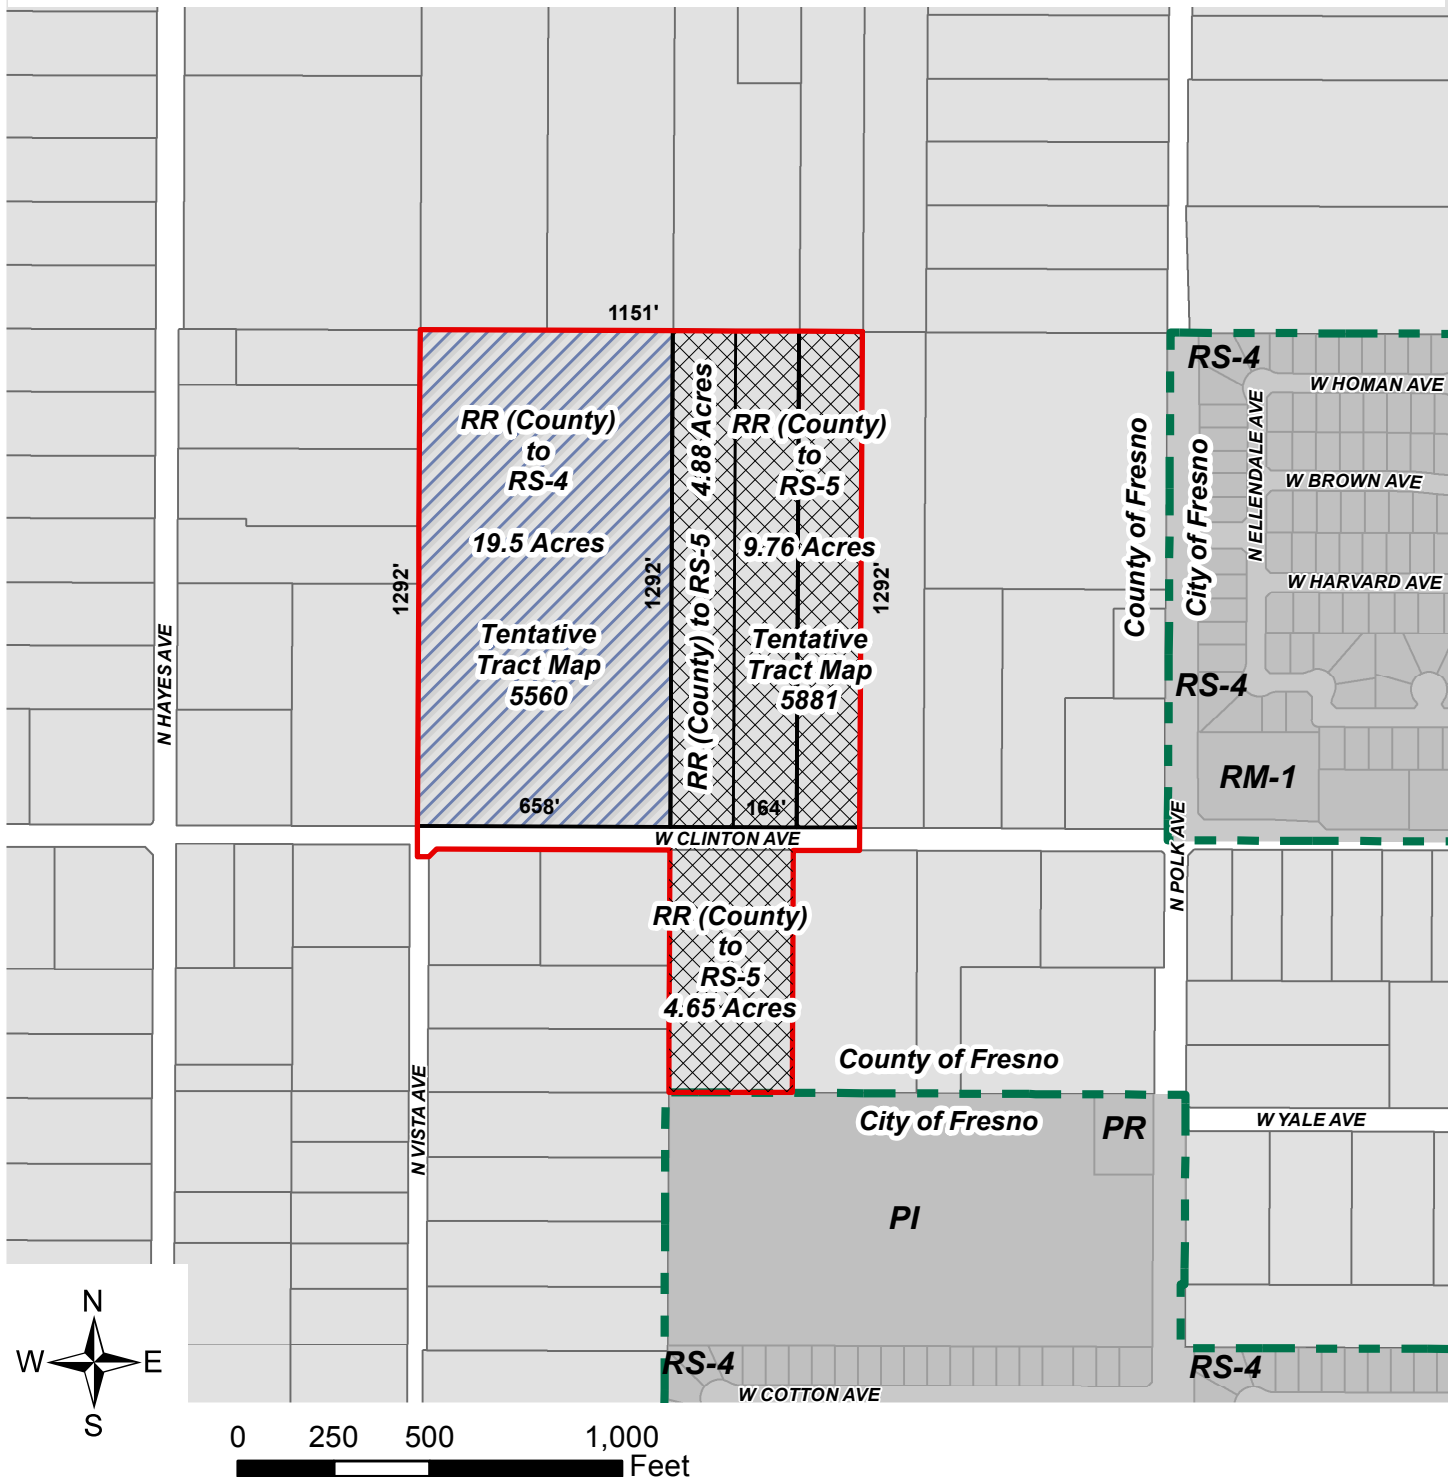 1151'
RR (County)
to
RS-4
19.5 Acres
Tentative
Tract Map
5560
1292'
658'
1292'
RR (County) to RS-5    4.88 Acres
RR (County)
to
RS-5
9.76 Acres
Tentative
Tract Map
5881
164'
1292'
W CLINTON AVE
RR (County)
to
RS-5
4.65 Acres
N HAYES AVE
N VISTA AVE
County of Fresno
City of Fresno
RS-4
W HOMAN AVE
N ELLENDALE AVE
W BROWN AVE
W HARVARD AVE
RS-4
RM-1
N POLK AVE
County of Fresno
City of Fresno
PR
W YALE AVE
PI
RS-4
W COTTON AVE
RS-4
N
W E
S
0 250 500 1,000
Feet